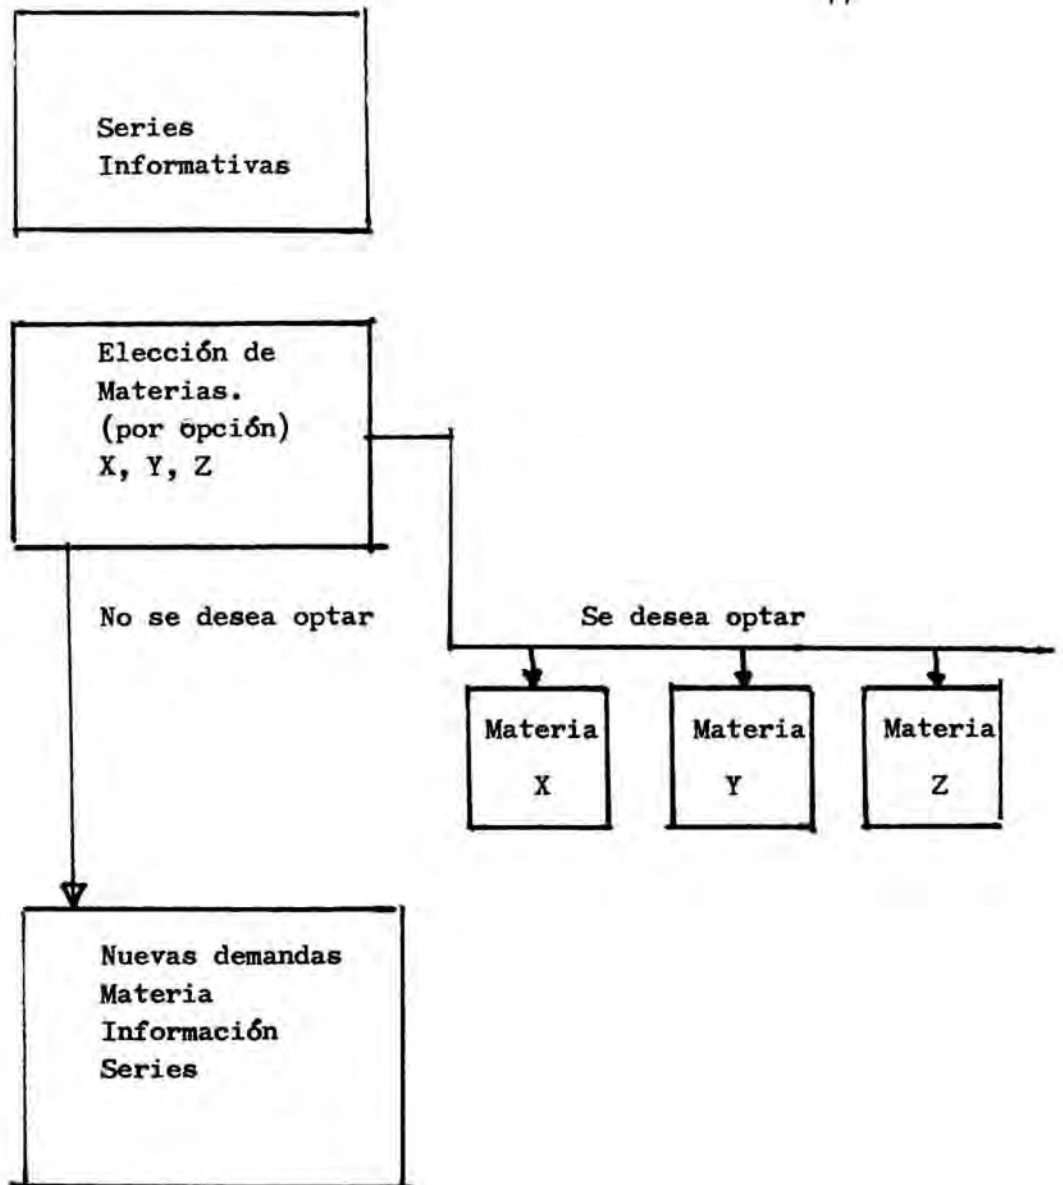 Series
Informativas
Elección de
Materias.
(por opción)
X, Y, Z
No se desea optar
Se desea optar
Materia
X
Materia
Y
Materia
Z
Nuevas demandas
Materia
Información
Series